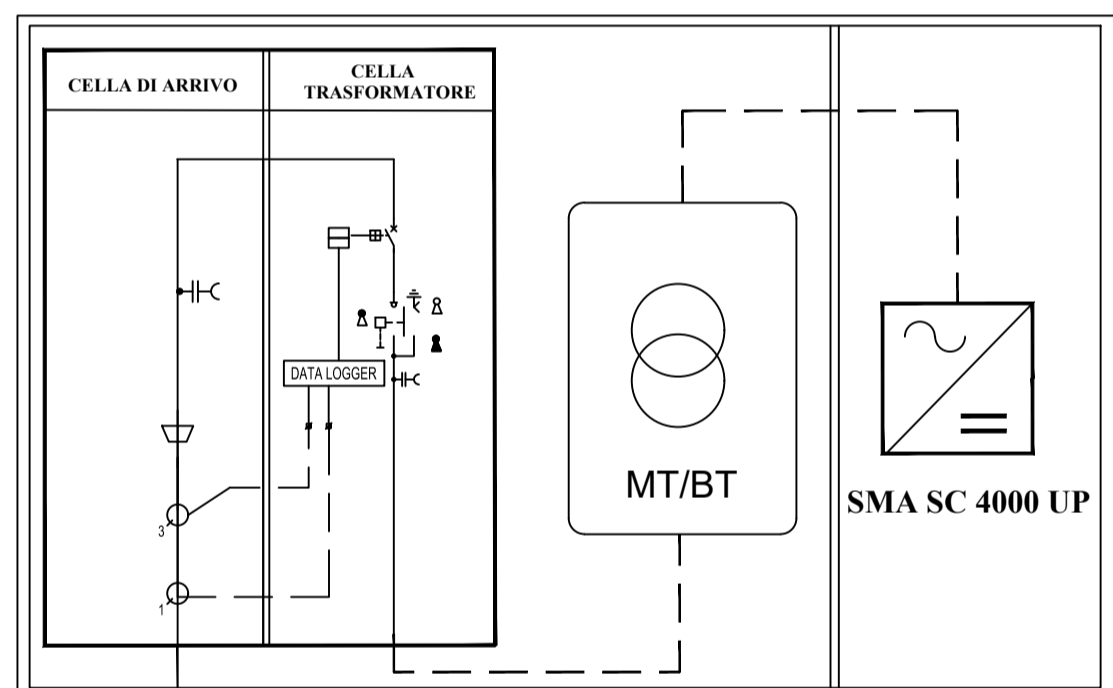 CELLA DI ARRIVO
CELLA
TRASFORMATORE
DATA LOGGER
3
1
MT/BT
SMA SC 4000 UP